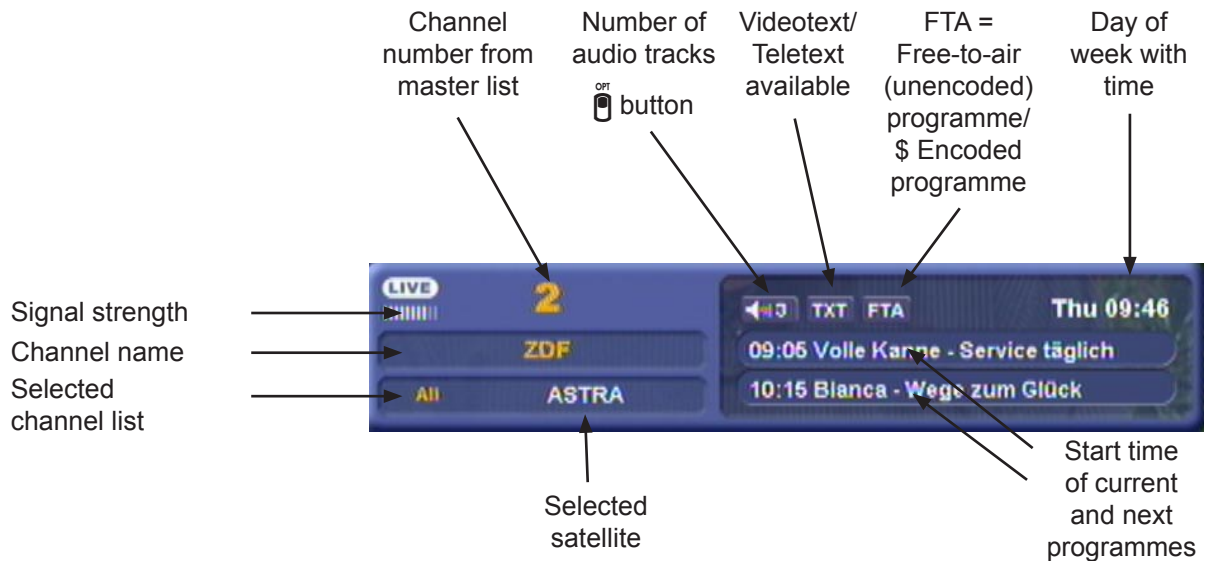 Channel
number from
master list
Number of
audio tracks
OPT
button
Videotext/
Teletext
available
FTA =
Free-to-air
(unencoded)
programme/
$ Encoded
programme
Day of
week with
time
Signal strength
Channel name
Selected
channel list
LIVE
2
ZDF
All ASTRA
3 TXT FTA Thu 09:46
09:05 Volle Kanne - Service täglich
10:15 Bianca - Wege zum Glück
Selected
satellite
Start time
of current
and next
programmes